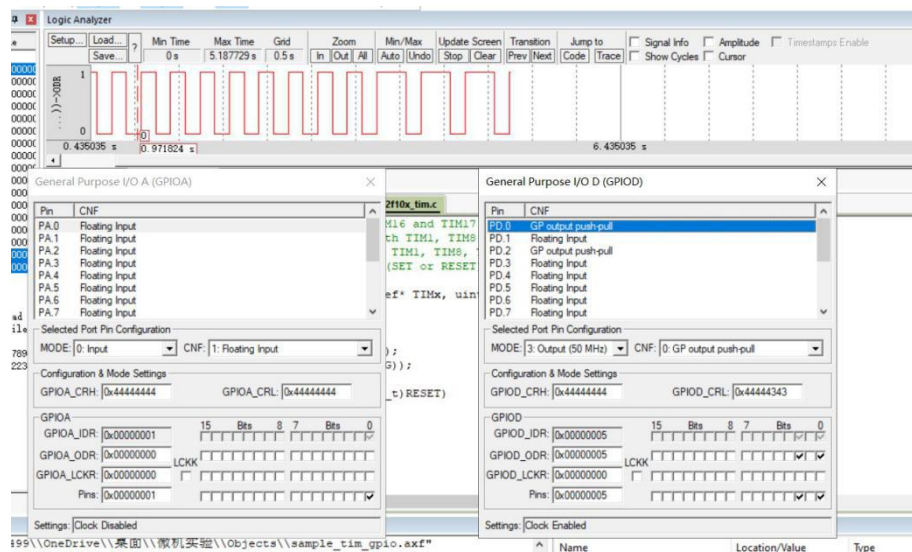 Logic Analyzer
Setup... Load... ? Min Time Max Time Grid Zoom Min/Max Update Screen Transition Jump to Signal Info Amplitude Timestamps Enable
Save... 0 s 5.187729 s 0.5 s In Out All Auto Undo Stop Clear Prev Next Code Trace Show Cycles Cursor
1
...((->ODR
0
0
0.435035 s 0.971824 s 6.435035 s
General Purpose I/O A (GPIOA)
Pin CNF
PA.0 Floating Input
PA.1 Floating Input
PA.2 Floating Input
PA.3 Floating Input
PA.4 Floating Input
PA.5 Floating Input
PA.6 Floating Input
PA.7 Floating Input
Selected Port Pin Configuration
MODE: 0: Input CNF: 1: Floating Input
Configuration & Mode Settings
GPIOA_CRH: 0x44444444 GPIOA_CRL: 0x44444444
GPIOA
15 Bits 8 7 Bits 0
GPIOA_IDR: 0x00000001
GPIOA_ODR: 0x00000000
LCKK
GPIOA_LCKR: 0x00000000
Pins: 0x00000001
Settings: Clock Disabled
2f10x_tim.c
M16 and TIM17
th TIM1, TIM8
TIM1, TIM8,
(SET or RESET
ef* TIMx, uin
);
G));
_t)RESET)
General Purpose I/O D (GPIOD)
Pin CNF
PD.0 GP output push-pull
PD.1 Floating Input
PD.2 GP output push-pull
PD.3 Floating Input
PD.4 Floating Input
PD.5 Floating Input
PD.6 Floating Input
PD.7 Floating Input
Selected Port Pin Configuration
MODE: 3: Output (50 MHz) CNF: 0: GP output push-pull
Configuration & Mode Settings
GPIOD_CRH: 0x44444444 GPIOD_CRL: 0x44444343
GPIOD
15 Bits 8 7 Bits 0
GPIOD_IDR: 0x00000005
GPIOD_ODR: 0x00000005
LCKK
GPIOD_LCKR: 0x00000000
Pins: 0x00000005
Settings: Clock Enabled
499\\OneDrive\\桌面\\微机实验\\Objects\\sample_tim_gpio.axf"
Name Location/Value Type